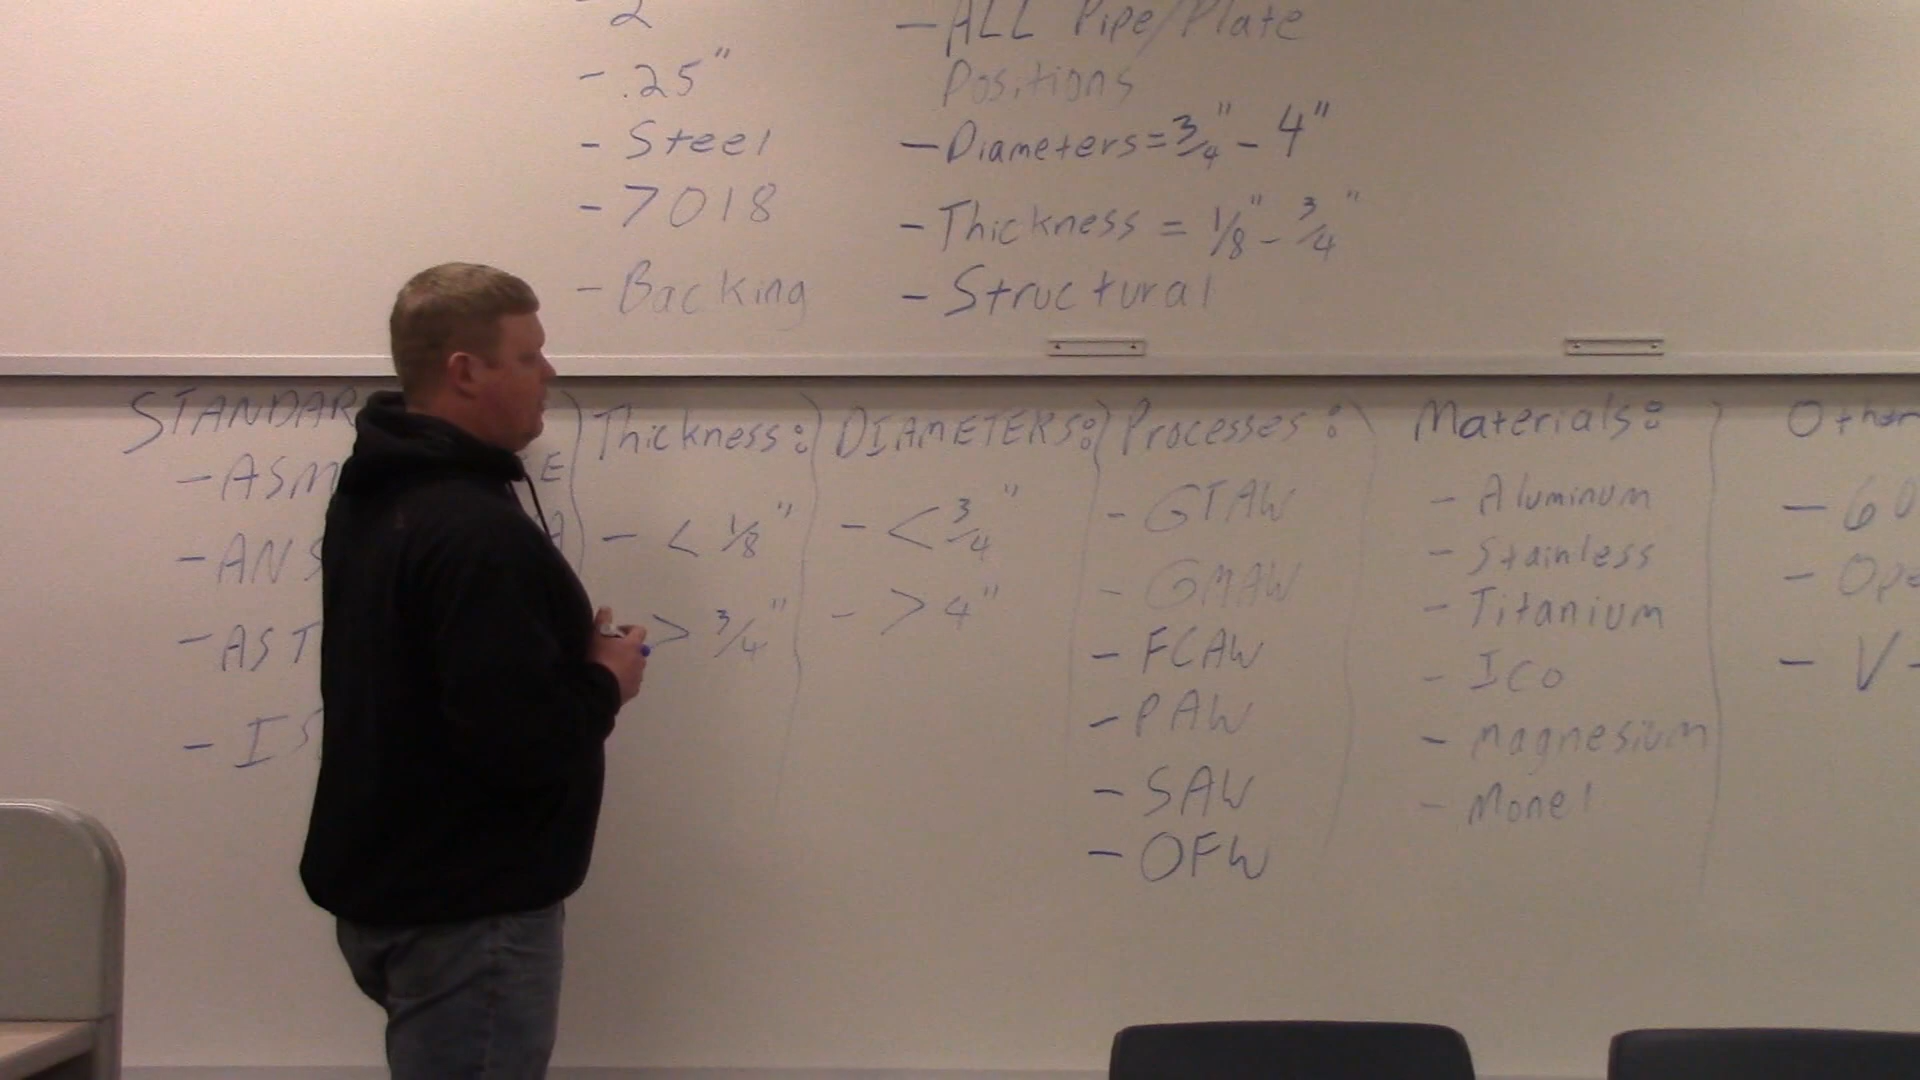 - 2
- .25"
- Steel
- 7018
- Backing
- ALL Pipe/Plate
Positions
- Diameters = 3/4" - 4"
- Thickness = 1/8" - 3/4"
- Structural
STANDAR
- ASM
- ANS
- AST
- IS
E
A
Thickness:
- < 1/8"
> 3/4"
DIAMETERS:
- < 3/4"
- > 4"
Processes:
- GTAW
- GMAW
- FCAW
- PAW
- SAW
- OFW
Materials:
- Aluminum
- Stainless
- Titanium
- ICO
- Magnesium
- Monel
Other
- 60
- Ope
- V-